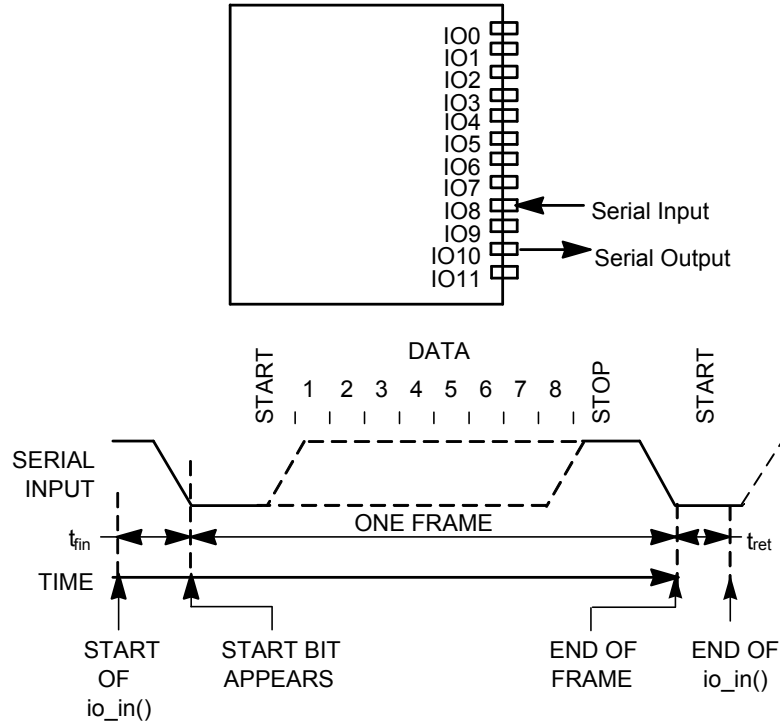 IO0
IO1
IO2
IO3
IO4
IO5
IO6
IO7
IO8
IO9
IO10
IO11
Serial Input
Serial Output
DATA
START
1 2 3 4 5 6 7 8
STOP
START
SERIAL
INPUT
ONE FRAME
tfin
tret
TIME
START
OF
io_in()
START BIT
APPEARS
END OF
FRAME
END OF
io_in()